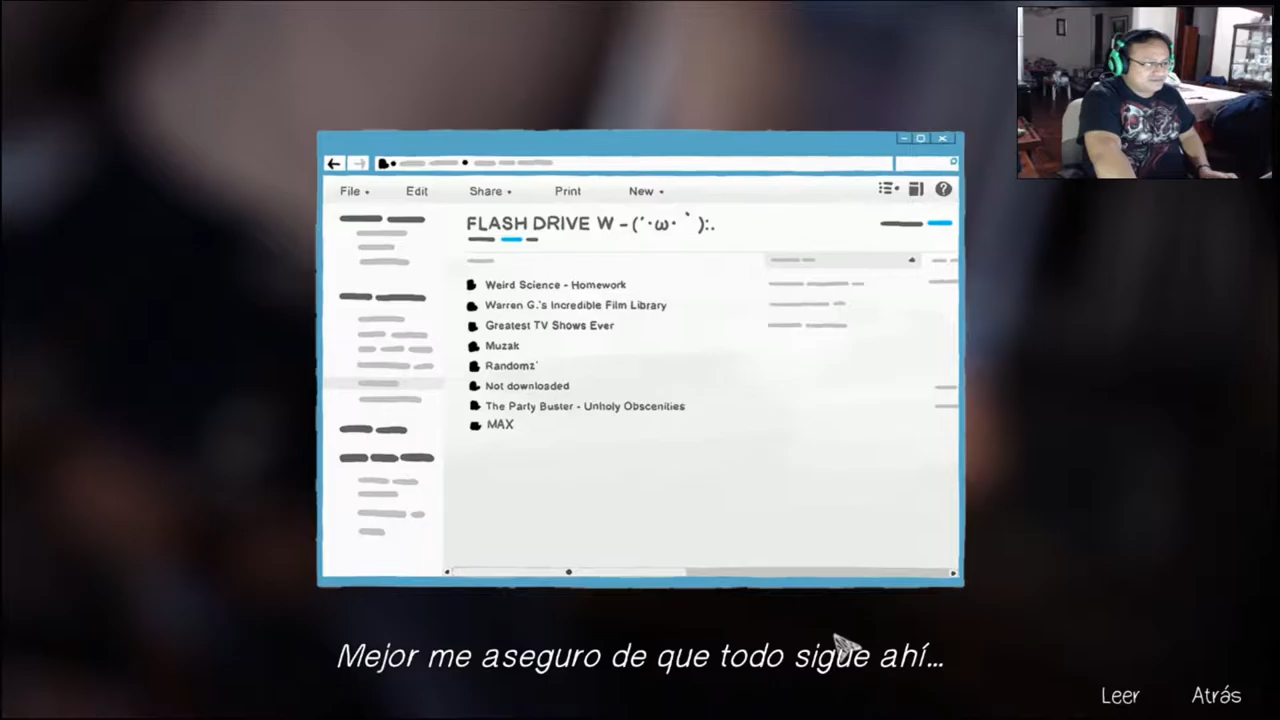 File Edit Share Print New
FLASH DRIVE W -(´·ω·｀):.
Weird Science - Homework
Warren G.'s Incredible Film Library
Greatest TV Shows Ever
Muzak
Randomz'
Not downloaded
The Party Buster - Unholy Obscenities
MAX
Mejor me aseguro de que todo sigue ahí...
Leer Atrás